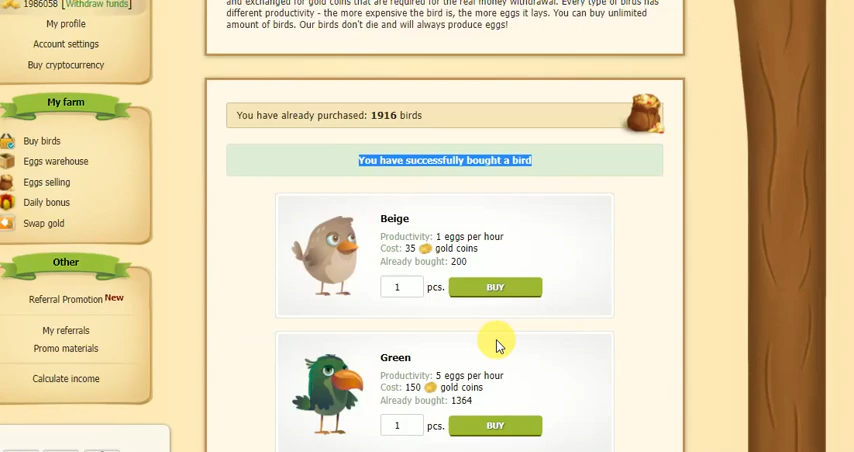 1986058 [Withdraw funds]
My profile
Account settings
Buy cryptocurrency
My farm
Buy birds
Eggs warehouse
Eggs selling
Daily bonus
Swap gold
Other
Referral Promotion New
My referrals
Promo materials
Calculate income
and exchanged for gold coins that are required for the real money withdrawal. Every type of birds has
different productivity - the more expensive the bird is, the more eggs it lays. You can buy unlimited
amount of birds. Our birds don't die and will always produce eggs!
You have already purchased: 1916 birds
You have successfully bought a bird
Beige
Productivity: 1 eggs per hour
Cost: 35 gold coins
Already bought: 200
1 pcs. BUY
Green
Productivity: 5 eggs per hour
Cost: 150 gold coins
Already bought: 1364
1 pcs. BUY